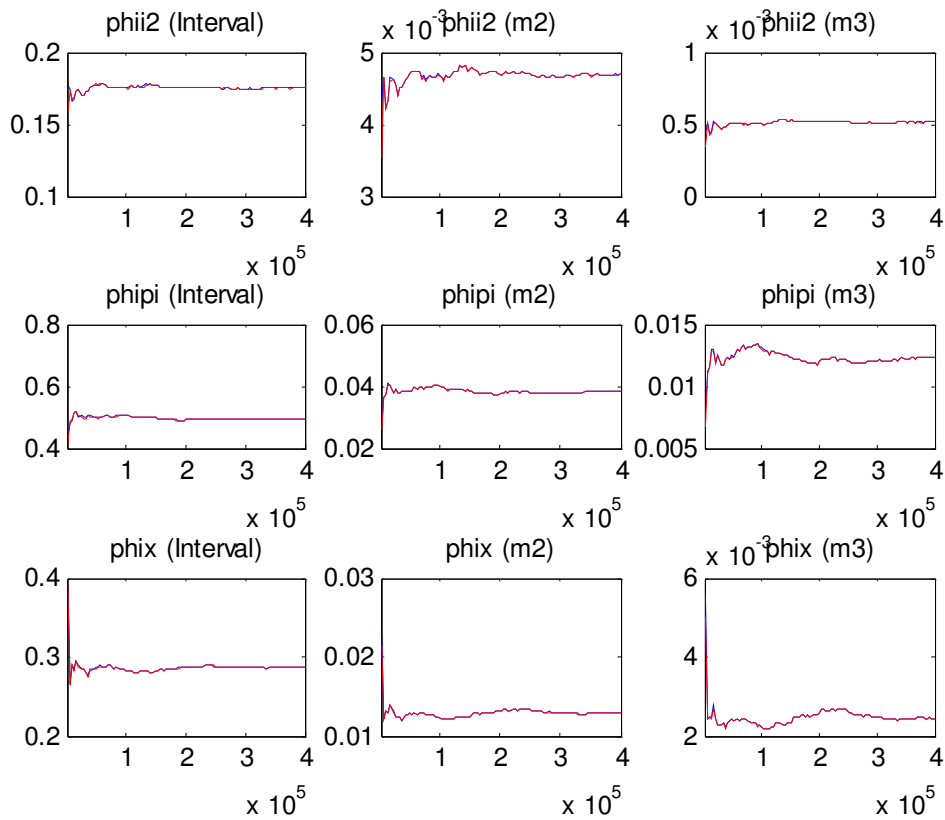 phii2 (Interval)
0.2
0.15
0.1
1 2 3 4
x 10^5
x 10^-3 phii2 (m2)
5
4
3
1 2 3 4
x 10^5
x 10^-3 phii2 (m3)
1
0.5
0
1 2 3 4
x 10^5
phipi (Interval)
0.8
0.6
0.4
1 2 3 4
x 10^5
phipi (m2)
0.06
0.04
0.02
1 2 3 4
x 10^5
phipi (m3)
0.015
0.01
0.005
1 2 3 4
x 10^5
phix (Interval)
0.4
0.3
0.2
1 2 3 4
x 10^5
phix (m2)
0.03
0.02
0.01
1 2 3 4
x 10^5
x 10^-3 phix (m3)
6
4
2
1 2 3 4
x 10^5